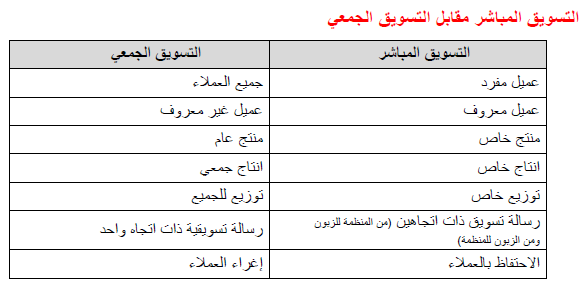 التسويق المباشر مقابل التسويق الجمعي
التسويق المباشر التسويق الجمعي
عميل مفرد جميع العملاء
عميل معروف عميل غير معروف
منتج خاص منتج عام
انتاج خاص انتاج جمعي
توزيع خاص توزيع للجميع
رسالة تسويق ذات اتجاهين (من المنظمة للزبون
ومن الزبون للمنظمة) رسالة تسويقية ذات اتجاه واحد
الاحتفاظ بالعملاء إغراء العملاء